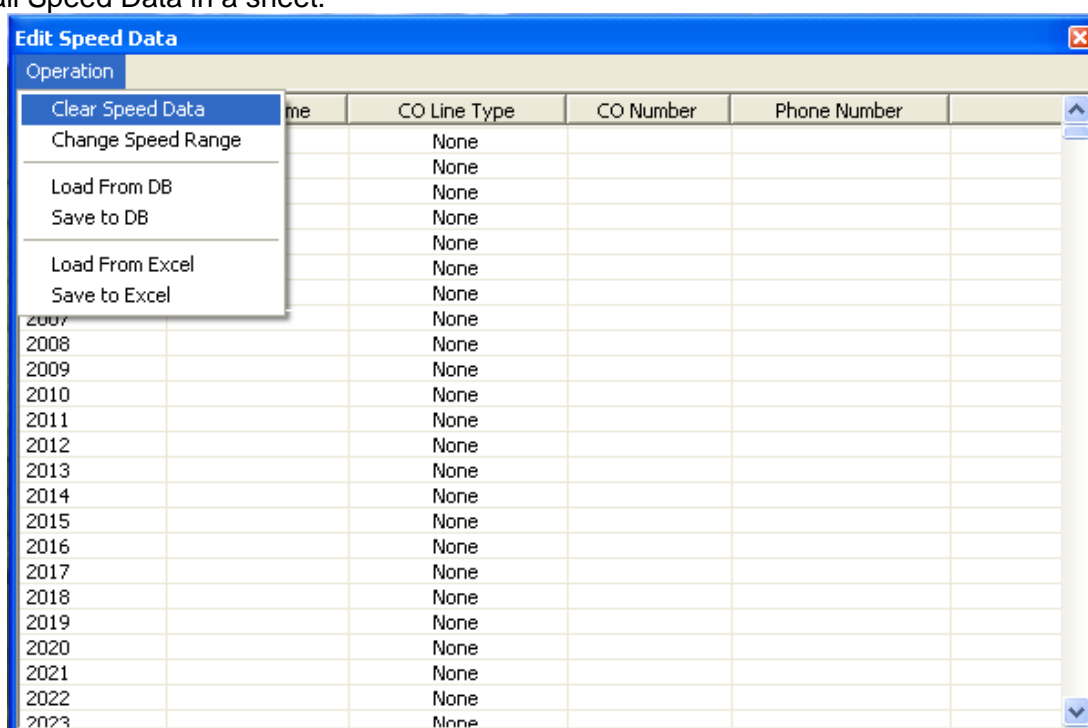 Speed Data in a sheet.
Edit Speed Data
Operation
Clear Speed Data
me CO Line Type CO Number Phone Number
Change Speed Range None
None
Load From DB None
Save to DB None
None
Load From Excel None
Save to Excel None
2007 None
2008 None
2009 None
2010 None
2011 None
2012 None
2013 None
2014 None
2015 None
2016 None
2017 None
2018 None
2019 None
2020 None
2021 None
2022 None
2023 None